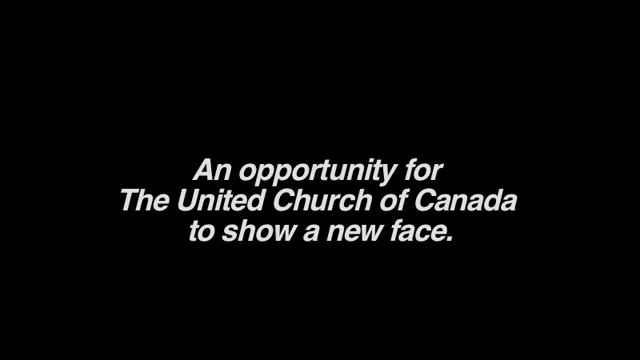 An opportunity for
The United Church of Canada
to show a new face.